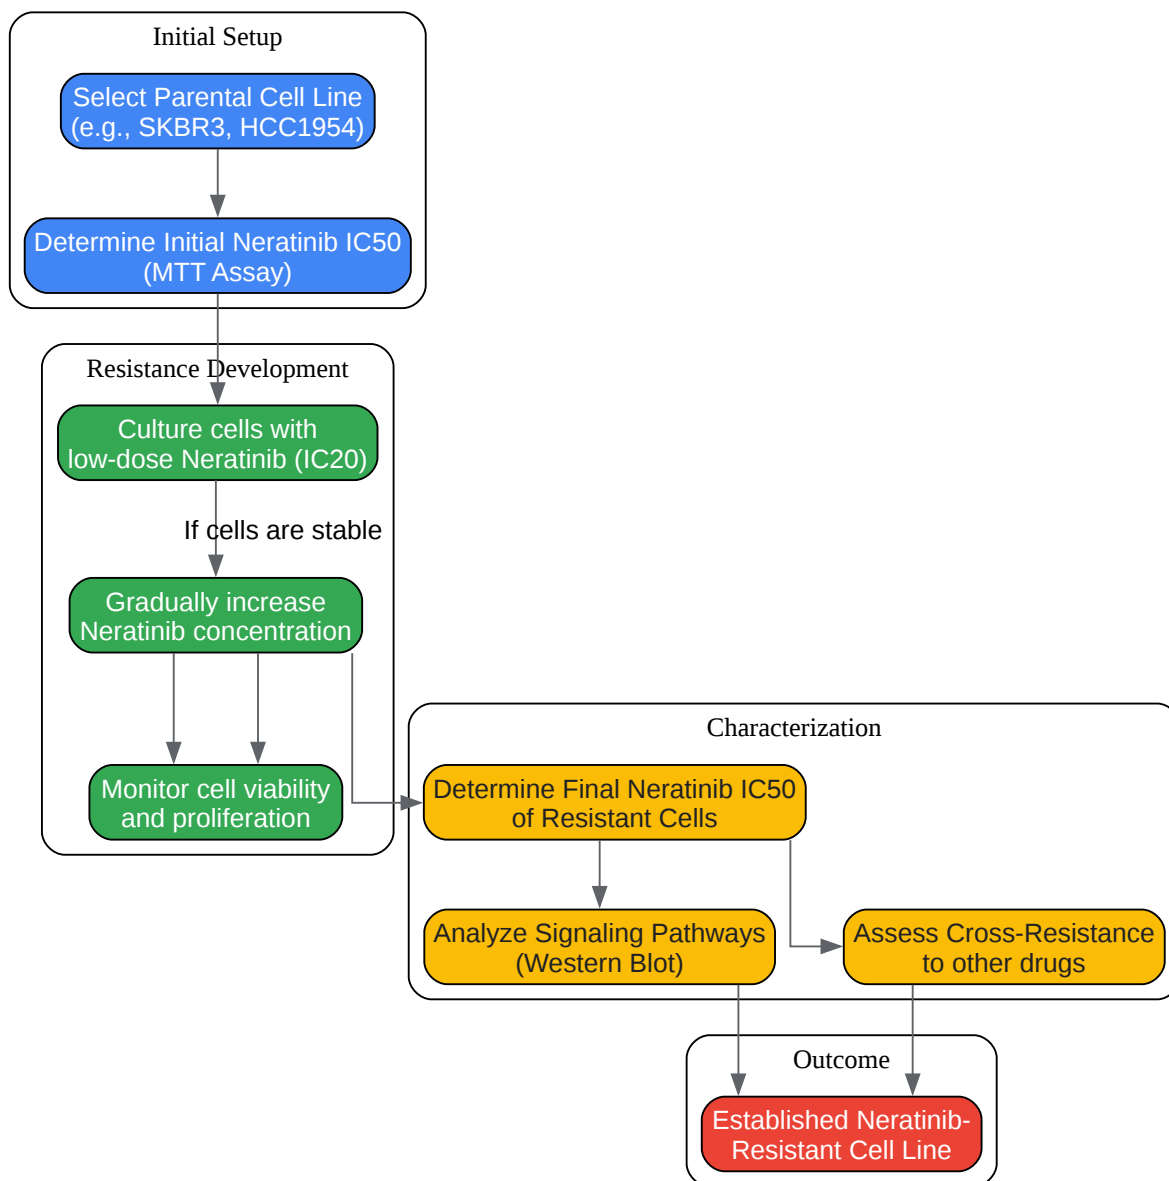 Initial Setup
Select Parental Cell Line
(e.g., SKBR3, HCC1954)
Determine Initial Neratinib IC50
(MTT Assay)
Resistance Development
Culture cells with
low-dose Neratinib (IC20)
If cells are stable
Gradually increase
Neratinib concentration
Monitor cell viability
and proliferation
Characterization
Determine Final Neratinib IC50
of Resistant Cells
Analyze Signaling Pathways
(Western Blot)
Assess Cross-Resistance
to other drugs
Outcome
Established Neratinib-
Resistant Cell Line